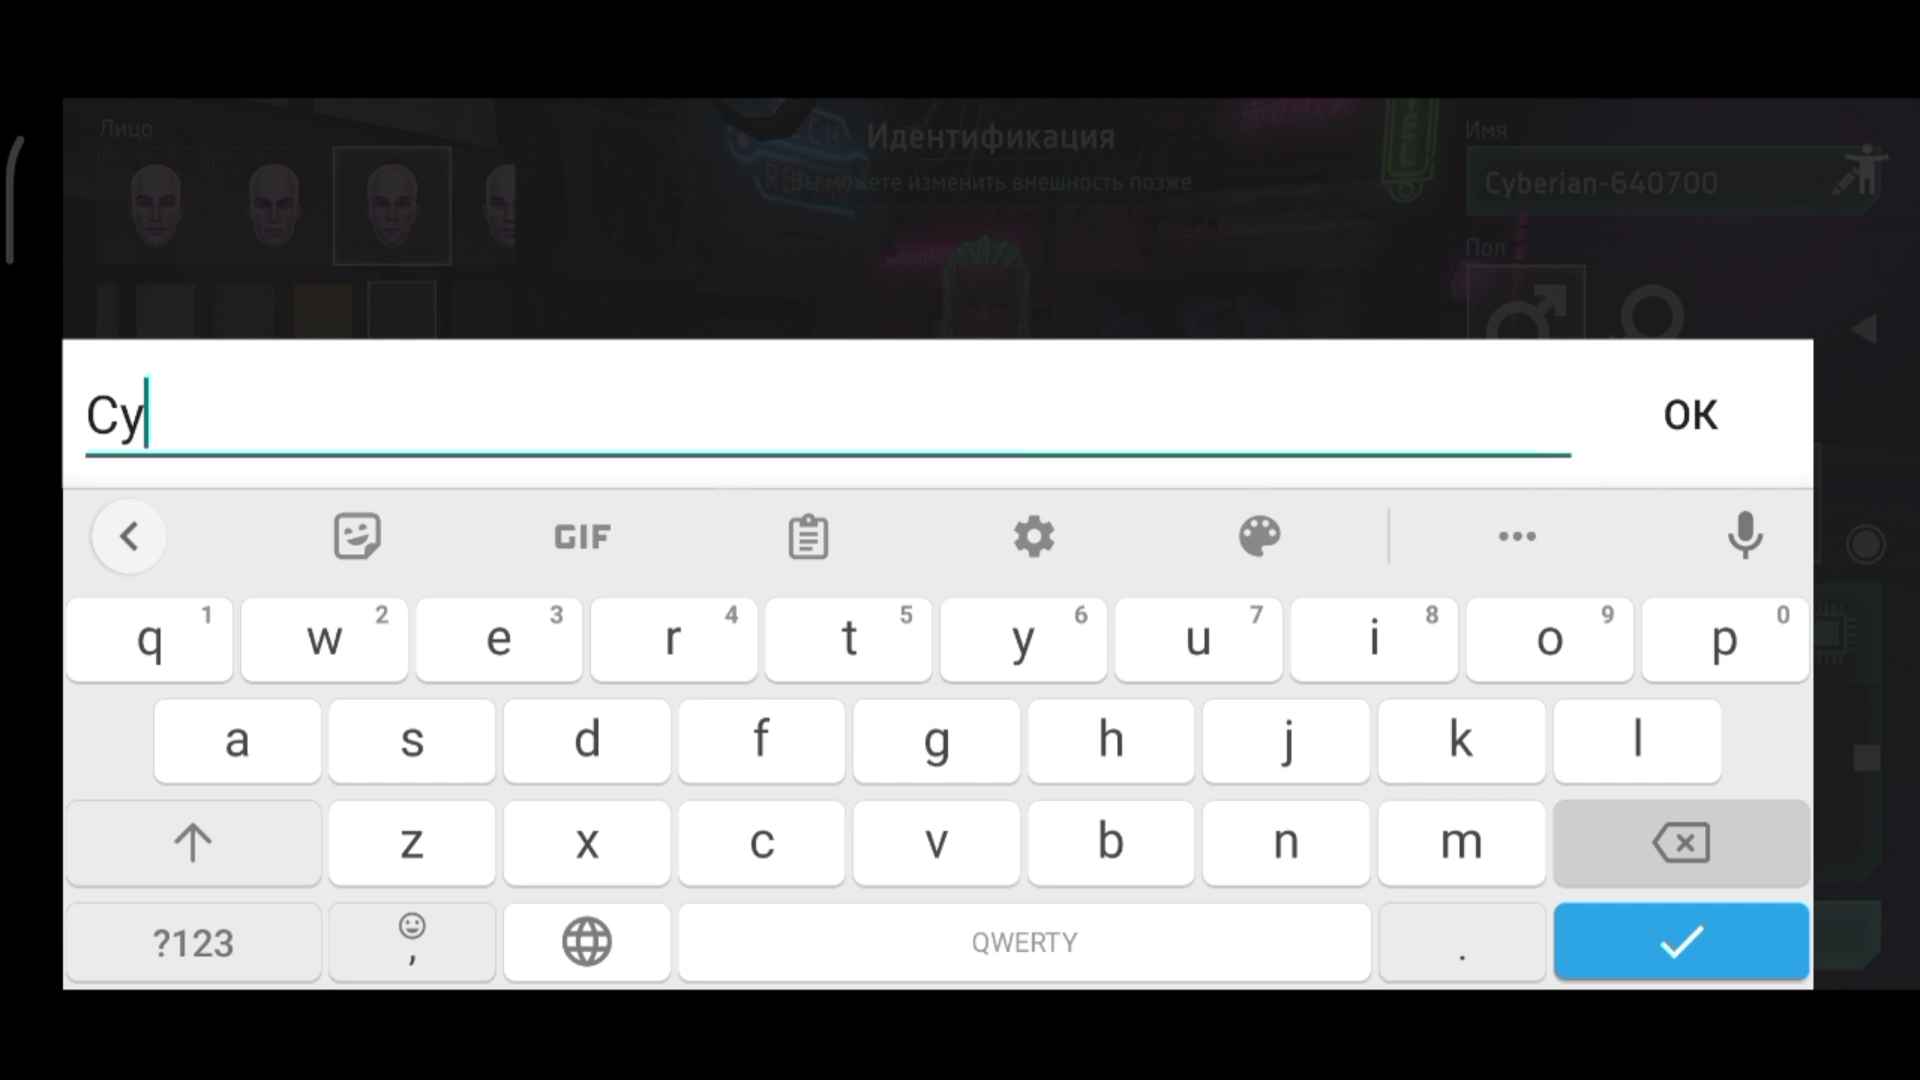 Лицо
Идентификация
Вы можете изменить внешность позже
Имя
Cyberian-640700
Пол
Cy
OK
GIF
q 1 w 2 e 3 r 4 t 5 y 6 u 7 i 8 o 9 p 0
a s d f g h j k l
z x c v b n m
?123 , QWERTY .